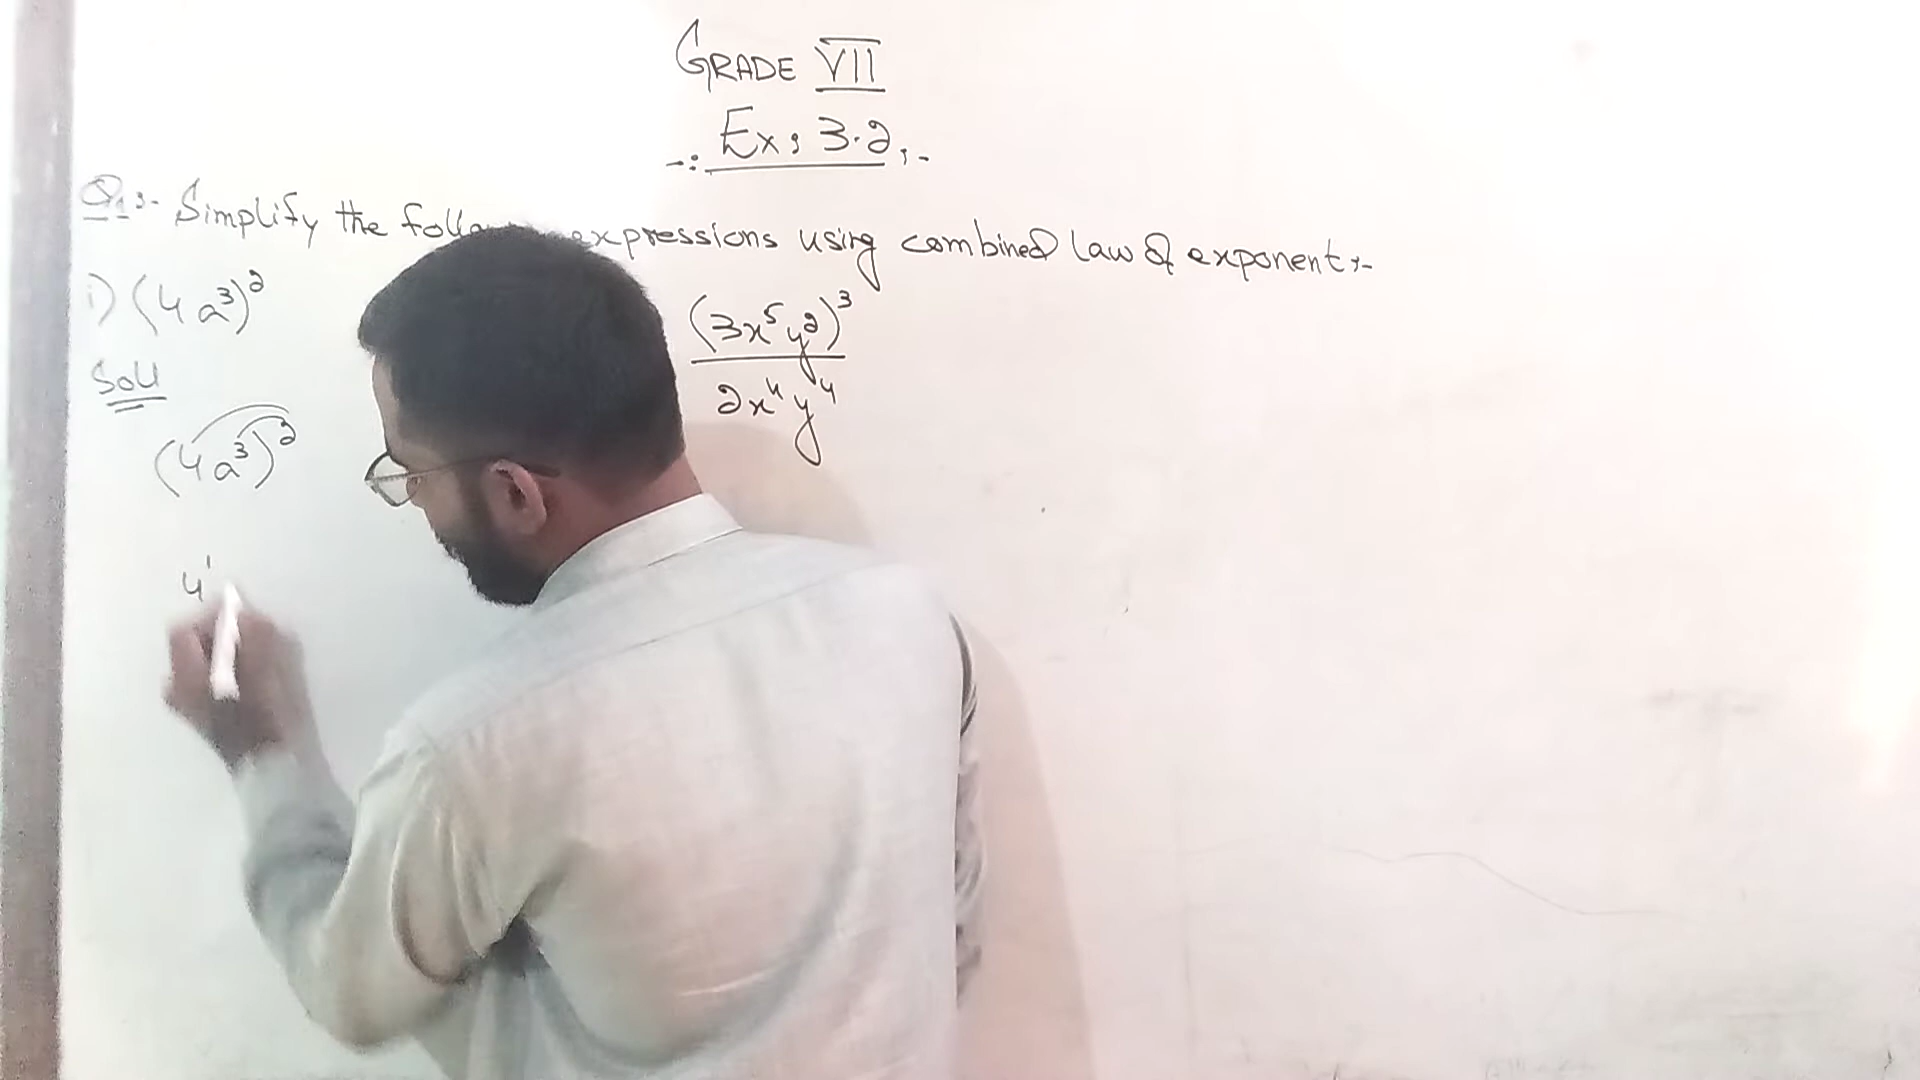 GRADE VII
-: Ex: 3.2 :-
Q1:- Simplify the follo expressions using combined law of exponent:-
i) (4a³)²
(3x⁵y²)³
2x⁴y⁴
Sol
(4a³)²
4¹